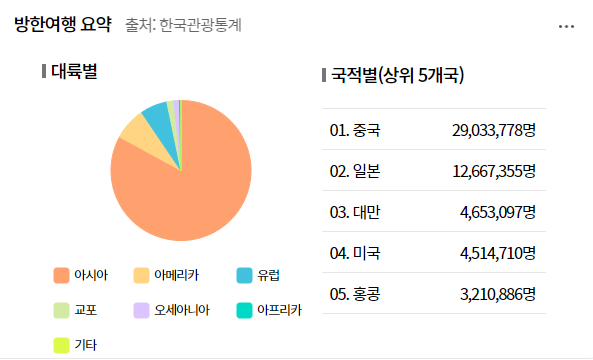 방한여행 요약 출처: 한국관광통계
대륙별
아시아 아메리카 유럽
교포 오세아니아 아프리카
기타
국적별(상위 5개국)
01. 중국 29,033,778명
02. 일본 12,667,355명
03. 대만 4,653,097명
04. 미국 4,514,710명
05. 홍콩 3,210,886명